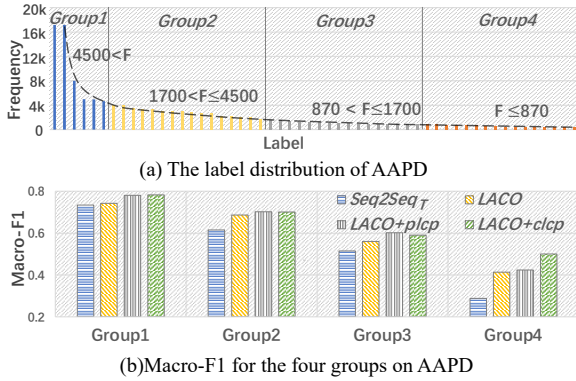 20k
16k
12k
8k
4k
0
Frequency
Group1 Group2 Group3 Group4
4500<F
1700<F≤4500
870 < F≤1700
F ≤870
Label
(a) The label distribution of AAPD
0.8
0.6
0.4
0.2
Macro-F1
Seq2SeqT LACO
LACO+plcp LACO+clcp
Group1 Group2 Group3 Group4
(b)Macro-F1 for the four groups on AAPD